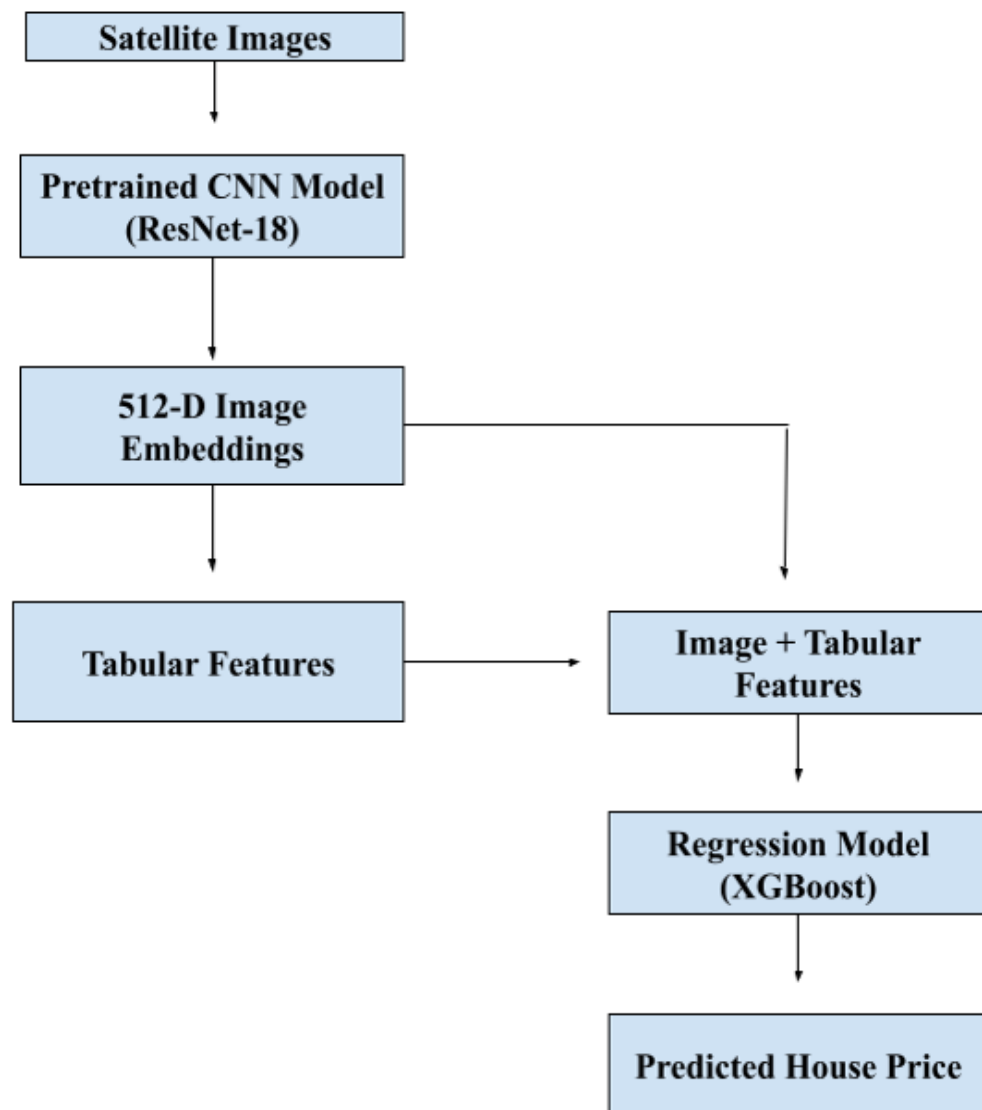 Satellite Images
Pretrained CNN Model
(ResNet-18)
512-D Image
Embeddings
Tabular Features
Image + Tabular
Features
Regression Model
(XGBoost)
Predicted House Price